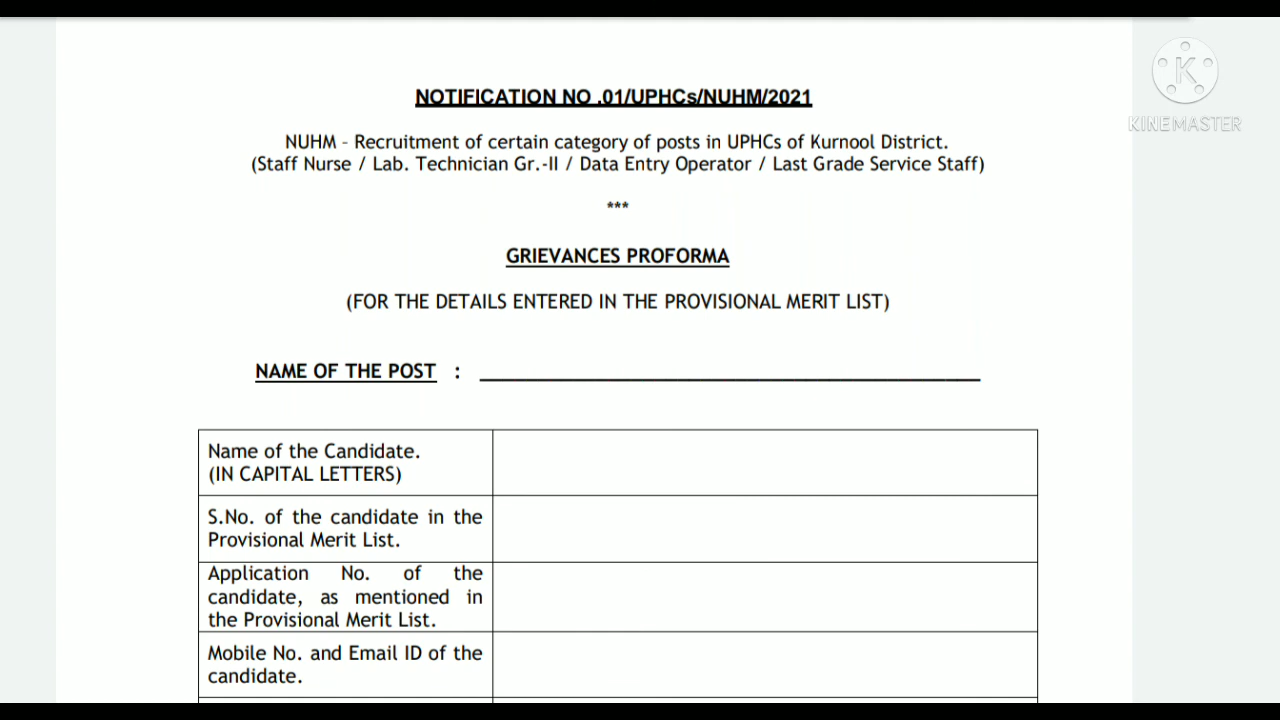 NOTIFICATION NO .01/UPHCs/NUHM/2021
NUHM - Recruitment of certain category of posts in UPHCs of Kurnool District.
(Staff Nurse / Lab. Technician Gr.-II / Data Entry Operator / Last Grade Service Staff)
***
GRIEVANCES PROFORMA
(FOR THE DETAILS ENTERED IN THE PROVISIONAL MERIT LIST)
NAME OF THE POST :
Name of the Candidate.
(IN CAPITAL LETTERS)
S.No. of the candidate in the
Provisional Merit List.
Application No. of the
candidate, as mentioned in
the Provisional Merit List.
Mobile No. and Email ID of the
candidate.
K
KINEMASTER